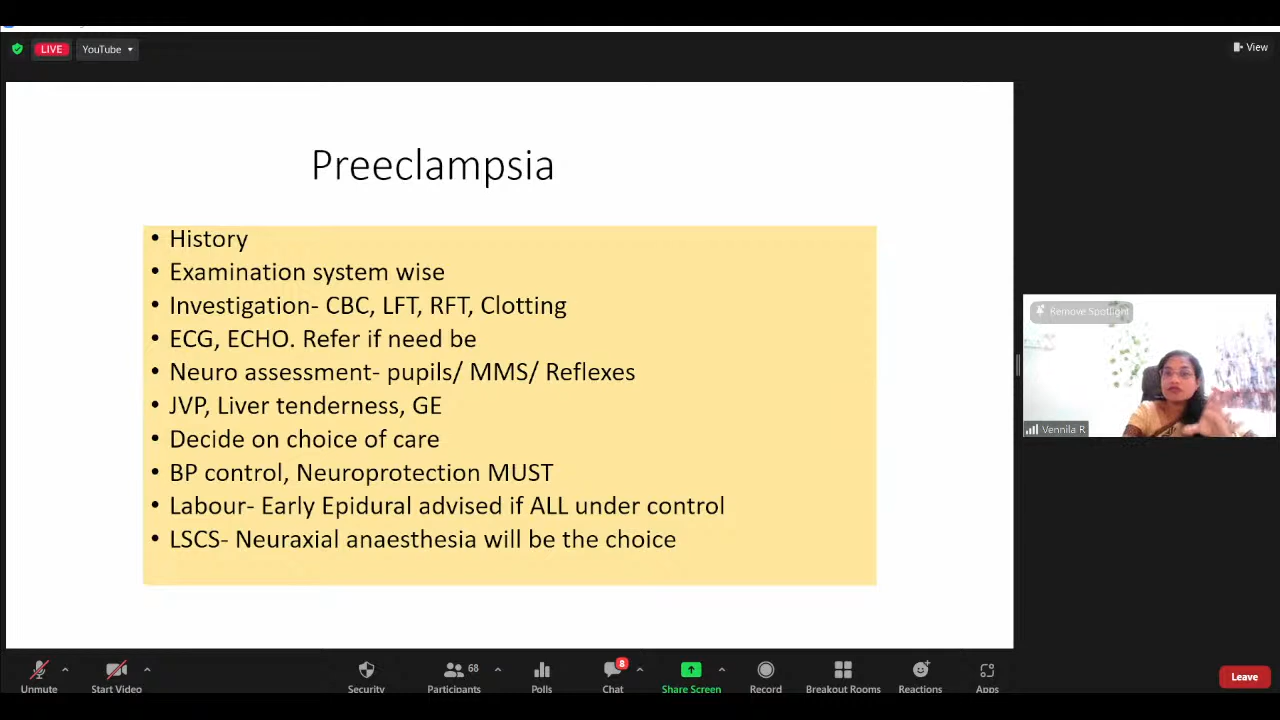 LIVE
YouTube
View
Preeclampsia
• History
• Examination system wise
• Investigation- CBC, LFT, RFT, Clotting
• ECG, ECHO. Refer if need be
• Neuro assessment- pupils/ MMS/ Reflexes
• JVP, Liver tenderness, GE
• Decide on choice of care
• BP control, Neuroprotection MUST
• Labour- Early Epidural advised if ALL under control
• LSCS- Neuraxial anaesthesia will be the choice
Remove Spotlight
Vennila R
68
8
Unmute
Start Video
Security
Participants
Polls
Chat
Share Screen
Record
Breakout Rooms
Reactions
Apps
Leave